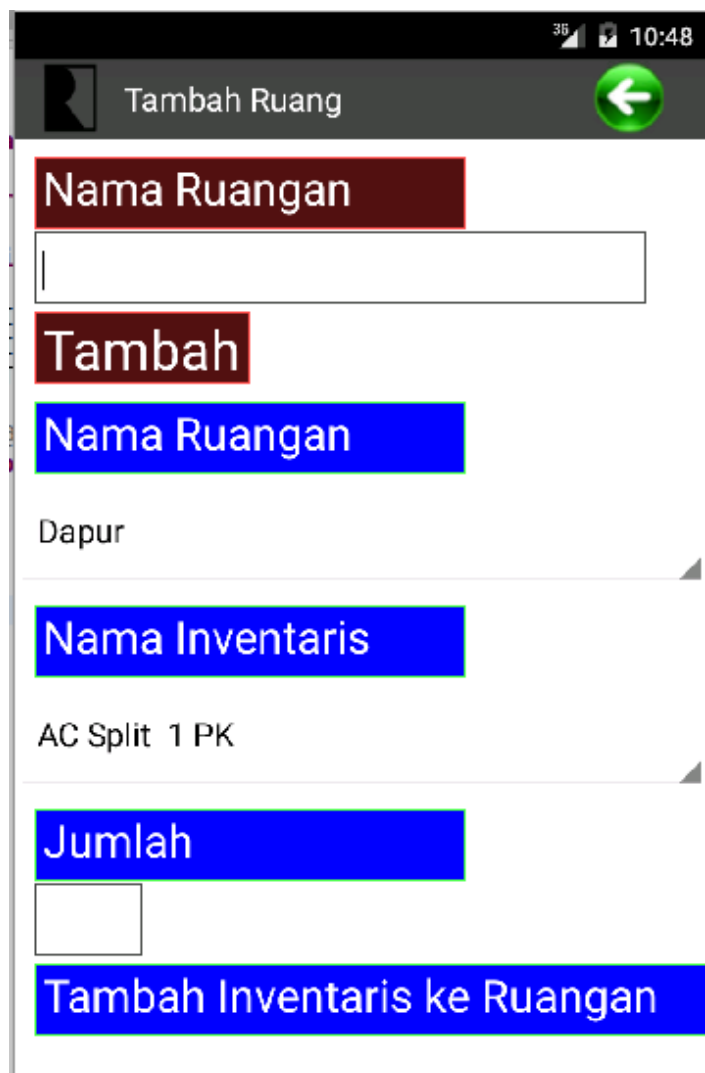 3G 10:48
Tambah Ruang
Nama Ruangan
Tambah
Nama Ruangan
Dapur
Nama Inventaris
AC Split  1 PK
Jumlah
Tambah Inventaris ke Ruangan